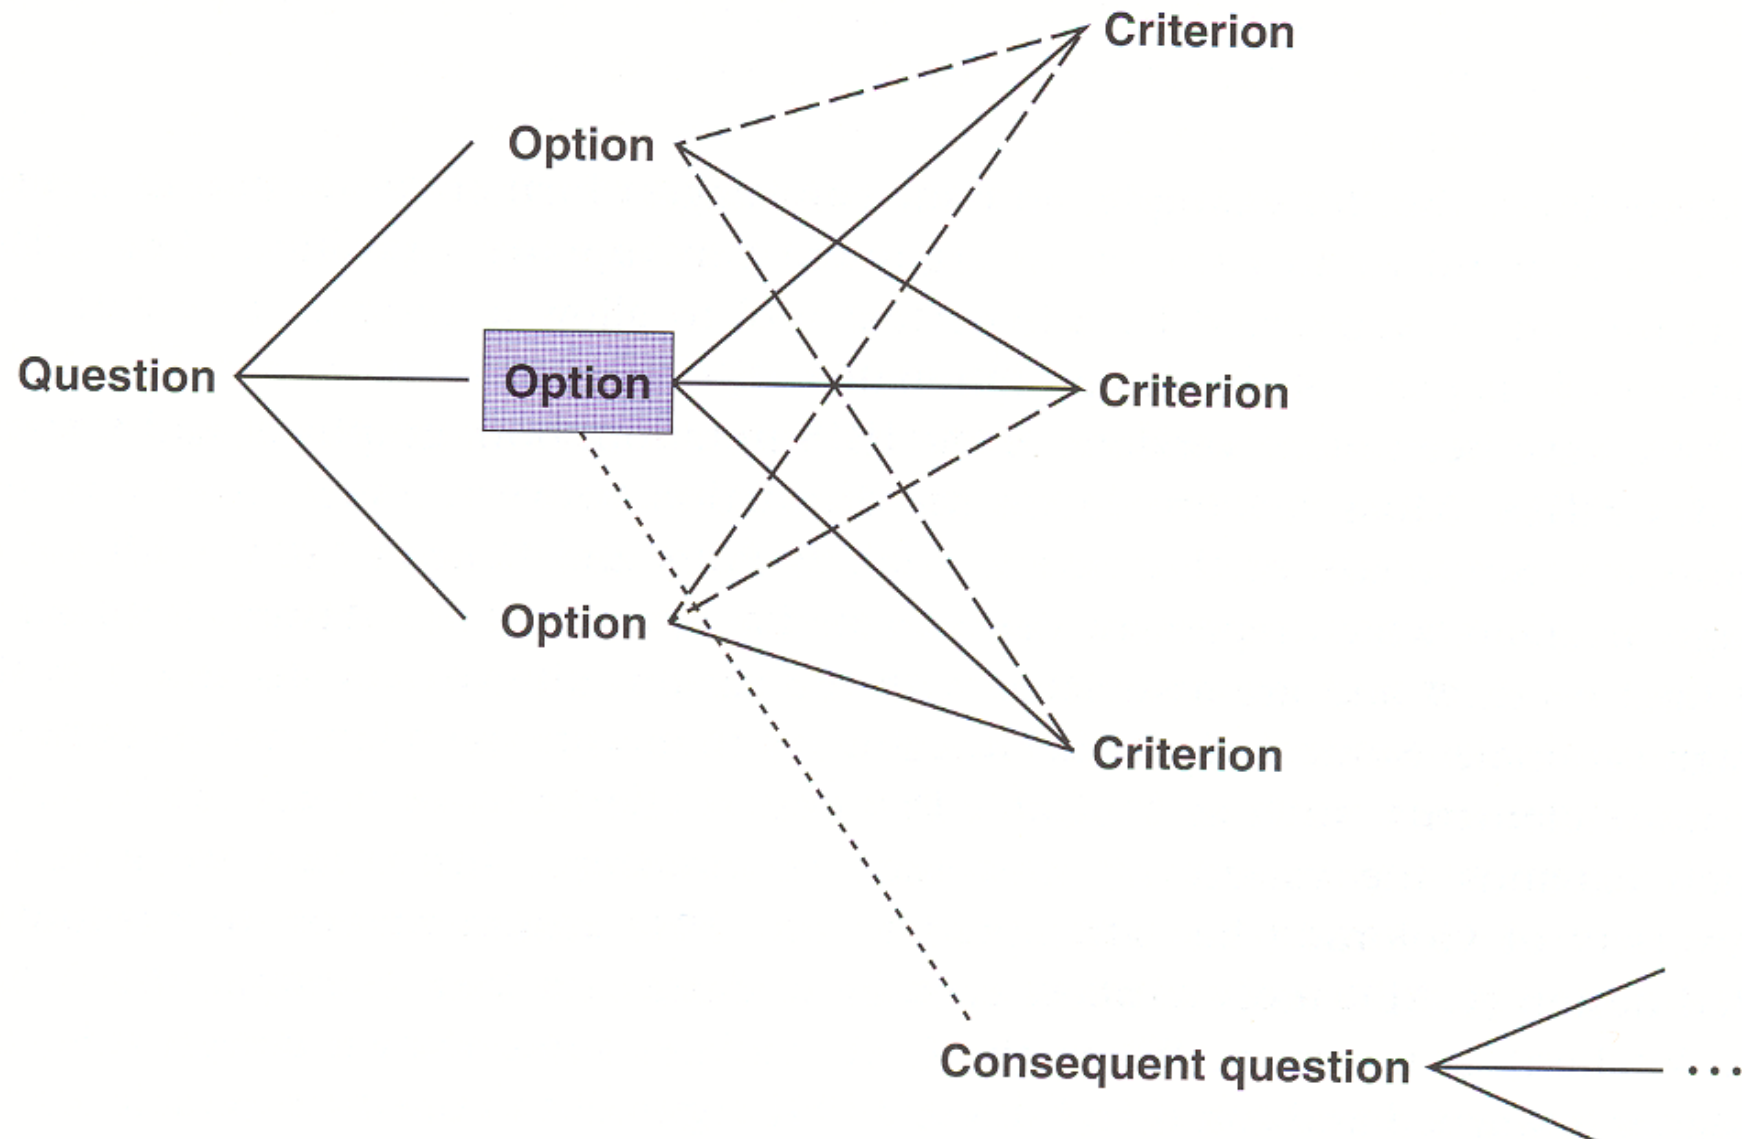 Criterion
Option
Question
Option
Criterion
Option
Criterion
Consequent question
...